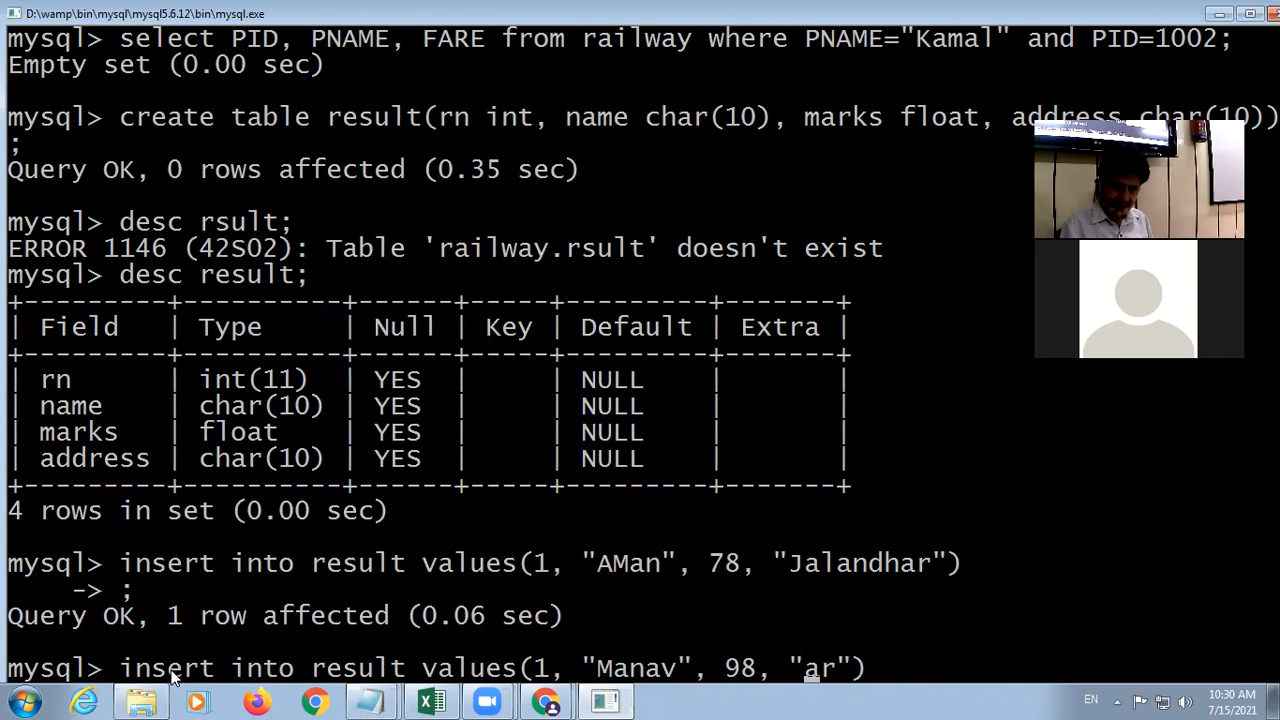 D:\wamp\bin\mysql\mysql5.6.12\bin\mysql.exe
mysql> select PID, PNAME, FARE from railway where PNAME="Kamal" and PID=1002;
Empty set (0.00 sec)
mysql> create table result(rn int, name char(10), marks float, address char(10))
;
Query OK, 0 rows affected (0.35 sec)
mysql> desc rsult;
ERROR 1146 (42S02): Table 'railway.rsult' doesn't exist
mysql> desc result;
+---------+----------+------+-----+---------+-------+
| Field | Type | Null | Key | Default | Extra |
+---------+----------+------+-----+---------+-------+
| rn | int(11) | YES | | NULL | |
| name | char(10) | YES | | NULL | |
| marks | float | YES | | NULL | |
| address | char(10) | YES | | NULL | |
+---------+----------+------+-----+---------+-------+
4 rows in set (0.00 sec)
mysql> insert into result values(1, "AMan", 78, "Jalandhar")
-> ;
Query OK, 1 row affected (0.06 sec)
mysql> insert into result values(1, "Manav", 98, "ar")
EN
10:30 AM
7/15/2021